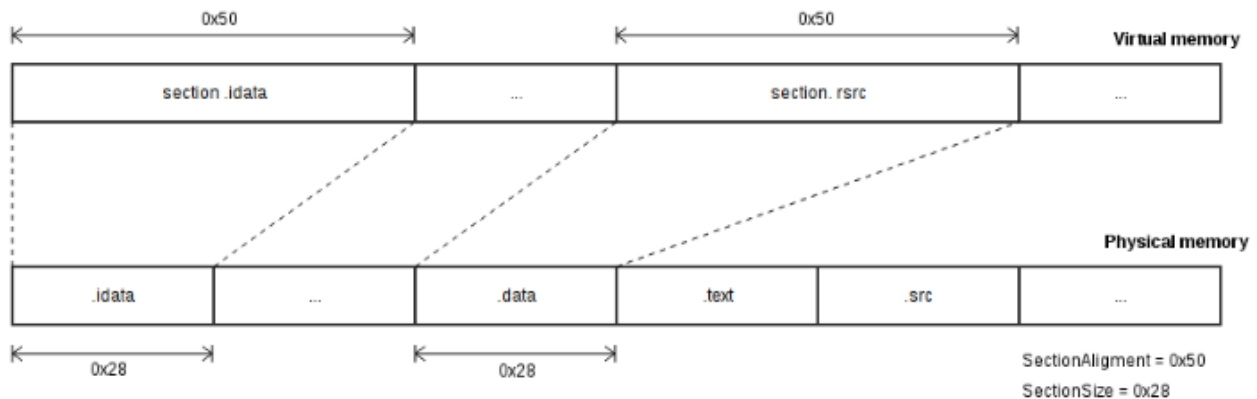 0x50 0x50
Virtual memory
section .idata ... section. rsrc ...
Physical memory
.idata ... .data .text .src ...
0x28 0x28
SectionAligment = 0x50
SectionSize = 0x28